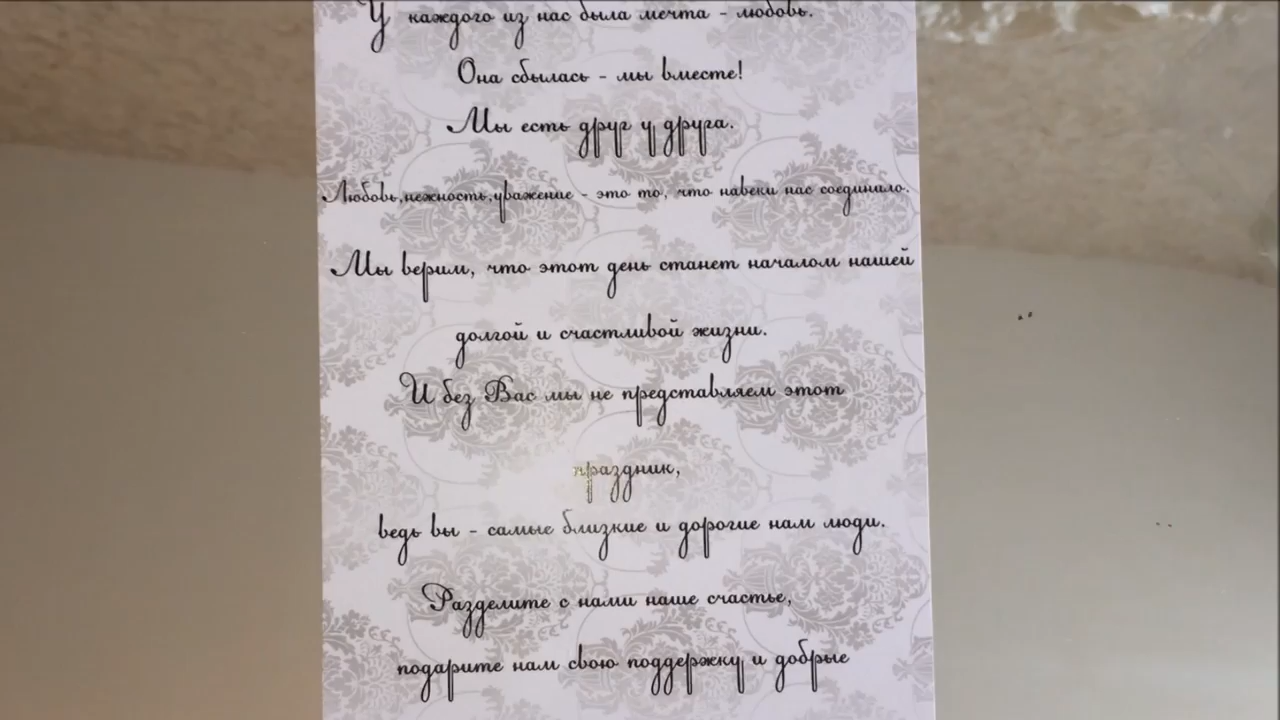 У каждого из нас была мечта - любовь.
Она сбылась - мы вместе!
Мы есть друг у друга.
Любовь,нежность,уважение - это то, что навеки нас соединило.
Мы верим, что этот день станет началом нашей
долгой и счастливой жизни.
И без Вас мы не представляем этот
праздник,
ведь вы - самые близкие и дорогие нам люди.
Разделите с нами наше счастье,
подарите нам свою поддержку и добрые